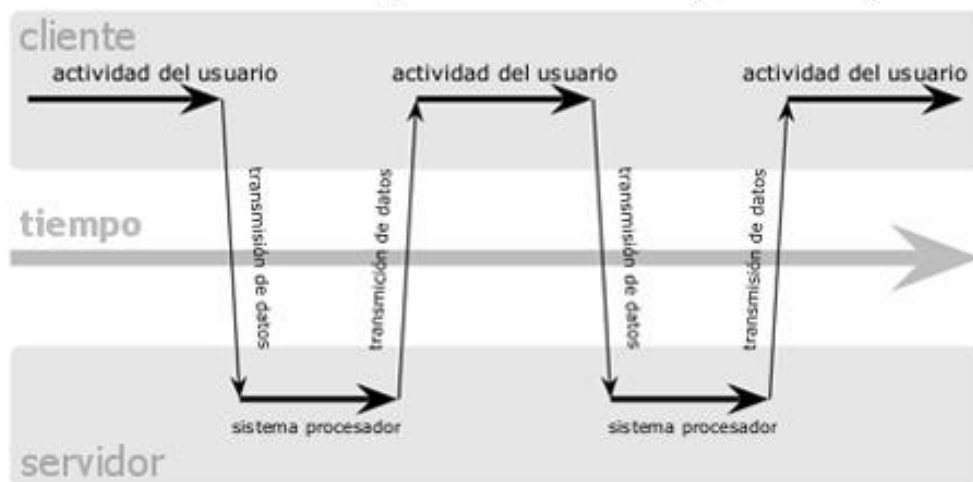 cliente
actividad del usuario
actividad del usuario
actividad del usuario
transmisión de datos
transmición de datos
transmisión de datos
transmisión de datos
tiempo
sistema procesador
sistema procesador
servidor